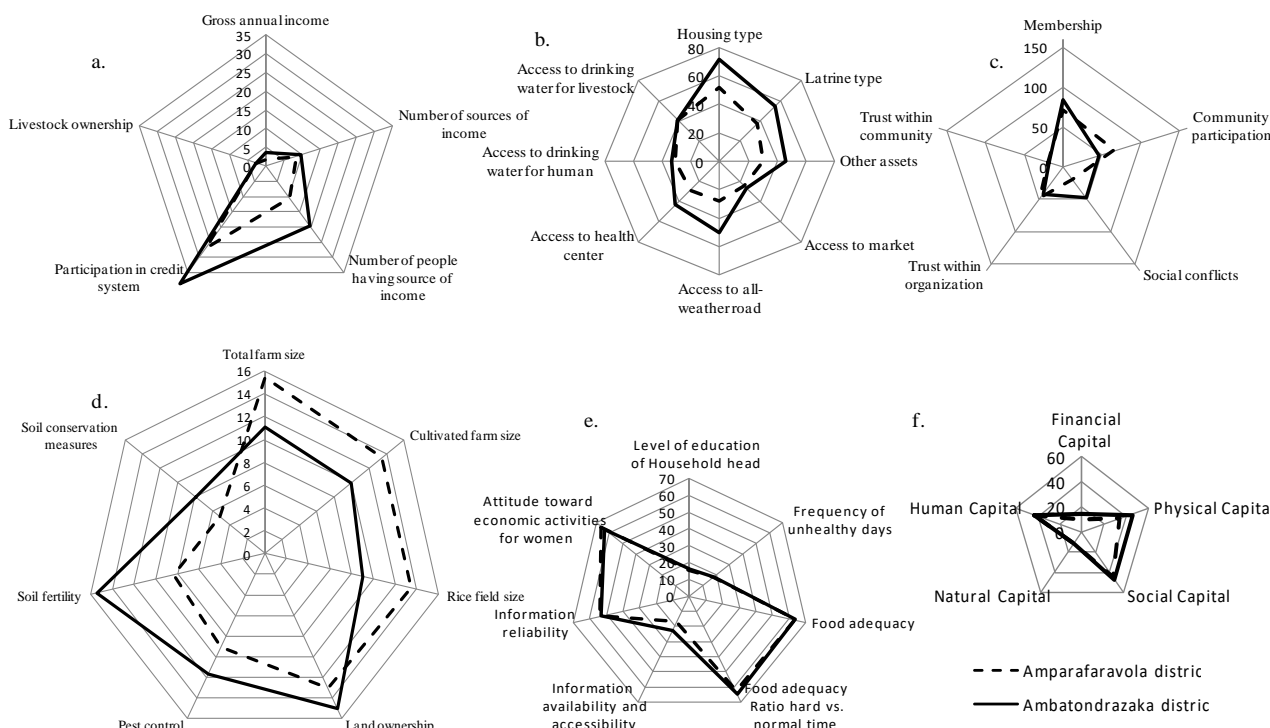 a.
Gross annual income
35
30
25
20
15
10
5
0
Number of sources of
income
Number of people
having source of
income
Participation in credit
system
Livestock ownership
b.
Housing type
80
60
40
20
0
Latrine type
Other assets
Access to market
Access to all-
weather road
Access to health
center
Access to drinking
water for human
Access to drinking
water for livestock
c.
Membership
150
100
50
0
Community
participation
Social conflicts
Trust within
organization
Trust within
community
d.
Total farm size
16
14
12
10
8
6
4
2
0
Cultivated farm size
Rice field size
Land ownership
Pest control
Soil fertility
Soil conservation
measures
e.
Level of education
of Household head
70
60
50
40
30
20
10
0
Frequency of
unhealthy days
Food adequacy
Food adequacy
Ratio hard vs.
normal time
Information
availability and
accessibility
Information
reliability
Attitude toward
economic activities
for women
f.
Financial
Capital
60
40
20
0
Physical Capita
Social Capital
Natural Capital
Human Capital
Amparafaravola distric
Ambatondrazaka distric